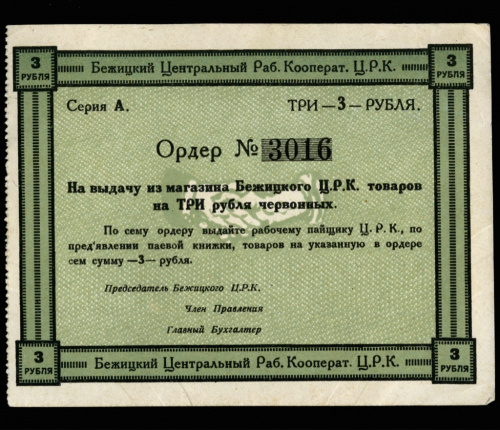 3 РУБЛЯ
Бежицкий Центральный Раб. Кооперат. Ц.Р.К.
3 РУБЛЯ
Серия А.
ТРИ —3— РУБЛЯ.
Ордер № 3016
На выдачу из магазина Бежицкого Ц.Р.К. товаров
на ТРИ рубля червонных.
По сему ордеру выдайте рабочему пайщику Ц. Р. К., по
пред'явлении паевой книжки, товаров на указанную в ордере
сем сумму —3— рубля.
Председатель Бежицкого Ц.Р.К.
Член Правления
Главный Бухгалтер
3 РУБЛЯ
Бежицкий Центральный Раб. Кооперат. Ц.Р.К.
3 РУБЛЯ